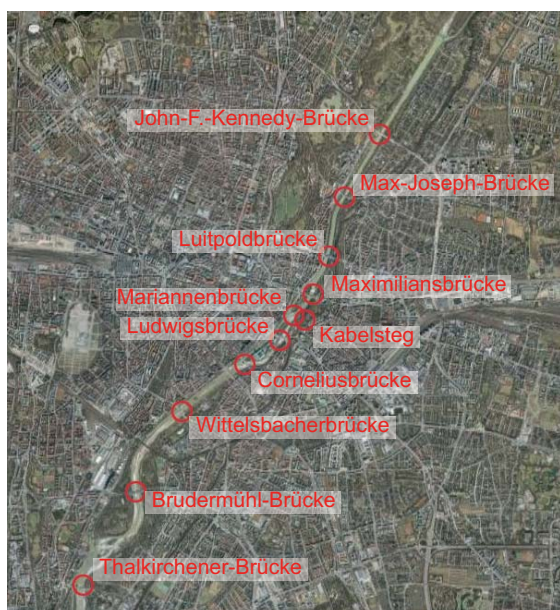 John-F.-Kennedy-Brücke
Max-Joseph-Brücke
Luitpoldbrücke
Maximiliansbrücke
Mariannenbrücke
Ludwigsbrücke
Kabelsteg
Corneliusbrücke
Wittelsbacherbrücke
Brudermühl-Brücke
Thalkirchener-Brücke